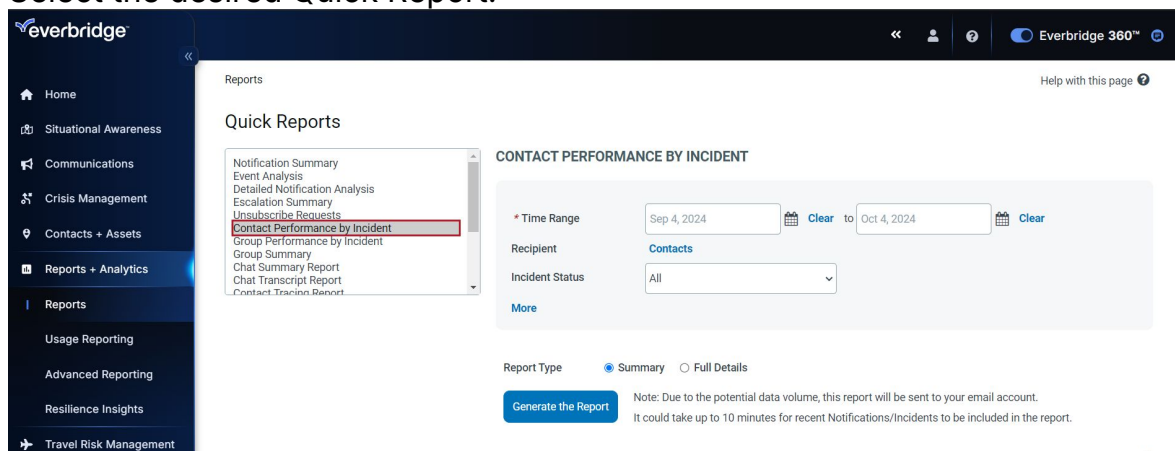 Select the desired Quick Report.
everbridge™
Everbridge 360™
Home
Situational Awareness
Communications
Crisis Management
Contacts + Assets
Reports + Analytics
Reports
Usage Reporting
Advanced Reporting
Resilience Insights
Travel Risk Management
Reports
Help with this page
Quick Reports
Notification Summary
Event Analysis
Detailed Notification Analysis
Escalation Summary
Unsubscribe Requests
Contact Performance by Incident
Group Performance by Incident
Group Summary
Chat Summary Report
Chat Transcript Report
Contact Tracing Report
CONTACT PERFORMANCE BY INCIDENT
* Time Range Sep 4, 2024 Clear to Oct 4, 2024 Clear
Recipient Contacts
Incident Status All
More
Report Type Summary Full Details
Generate the Report
Note: Due to the potential data volume, this report will be sent to your email account.
It could take up to 10 minutes for recent Notifications/Incidents to be included in the report.